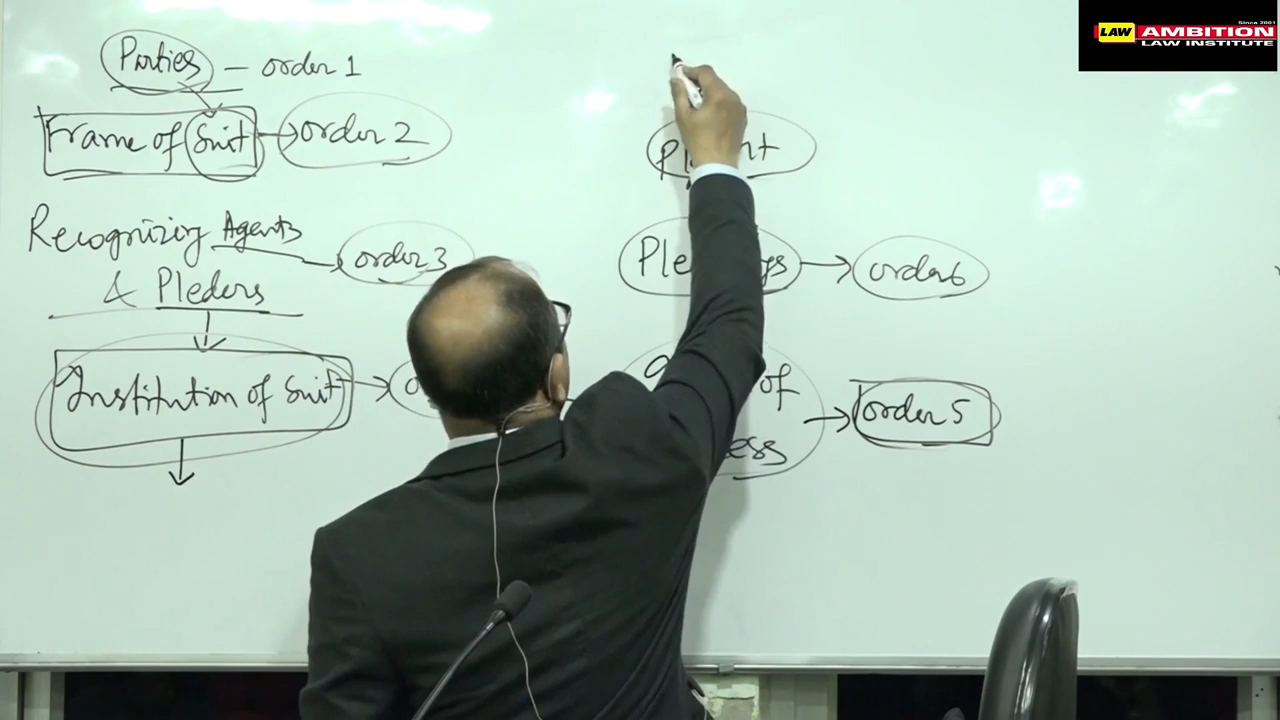 Parties – order 1
Frame of Suit → order 2
Recognizing Agents
& Pleders
order 3
Institution of Suit
order 6
of
order 5
LAW AMBITION
Since 2001
LAW INSTITUTE